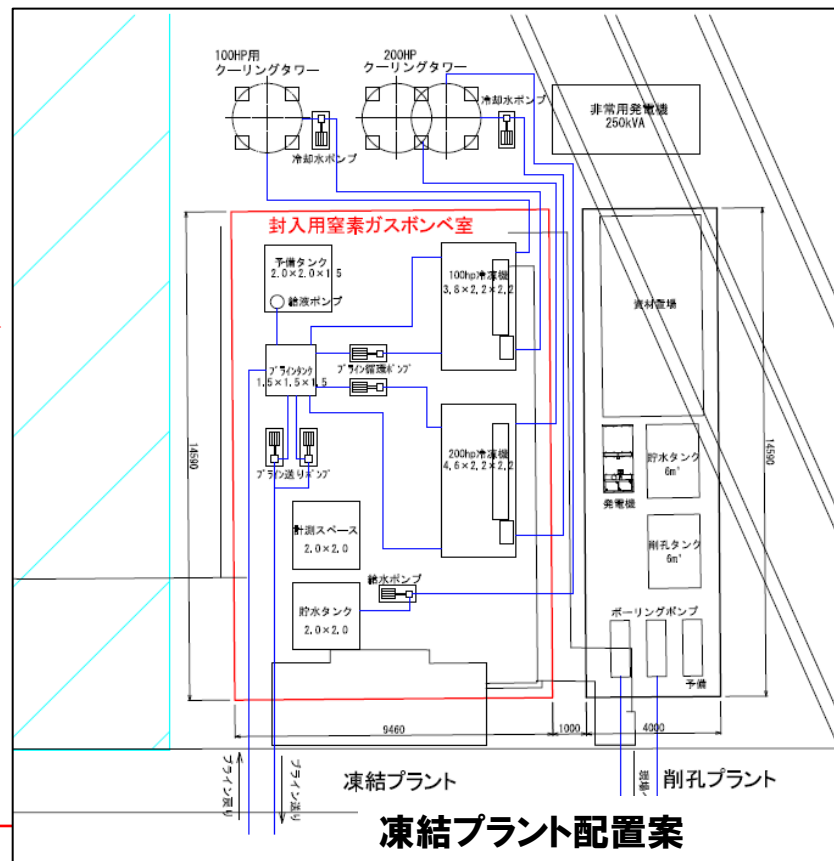 100HP用
クーリングタワー
200HP
クーリングタワー
冷却水ポンプ
冷却水ポンプ
非常用発電機
250kVA
封入用窒素ガスボンベ室
予備タンク
2.0×2.0×1.5
給液ポンプ
100hp冷凍機
3.8×2.2×2.2
資材置場
ブラインタンク
1.5×1.5×1.5
ブライン循環ポンプ
14590
200hp冷凍機
4.6×2.2×2.2
貯水タンク
6m³
14590
ブライン送りポンプ
発電機
計測スペース
2.0×2.0
削孔タンク
6m³
給水ポンプ
貯水タンク
2.0×2.0
ボーリングポンプ
予備
9460
1000
4000
ブライン戻り
ブライン送り
凍結プラント
削孔プラント
凍結プラント配置案